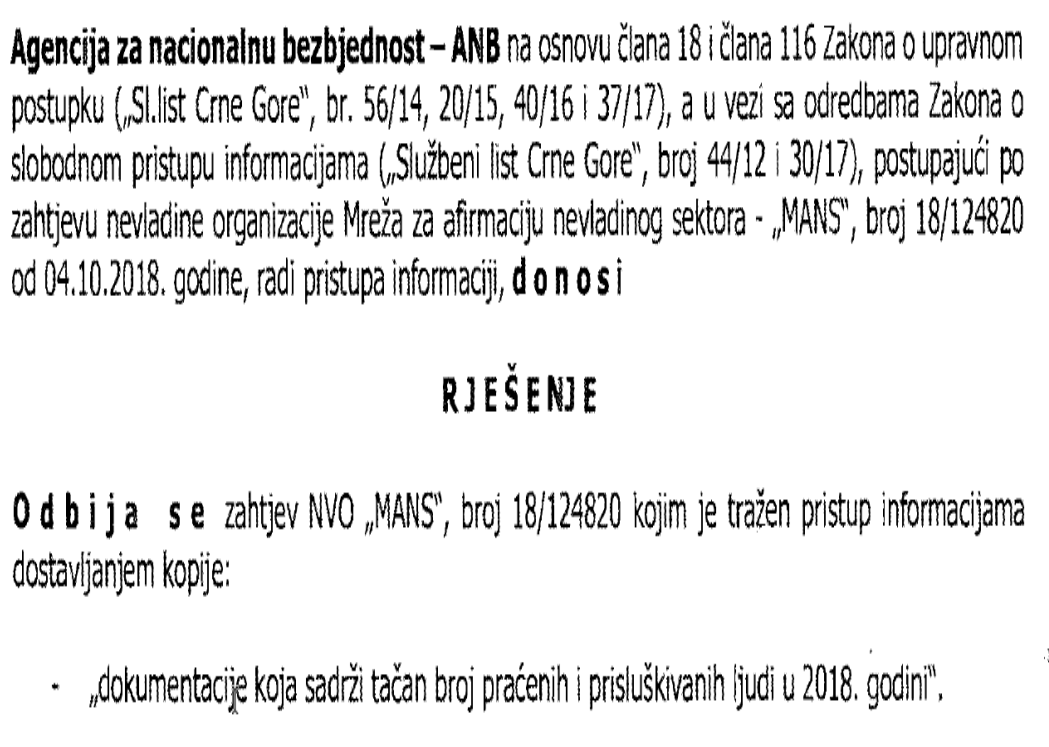 Agencija za nacionalnu bezbjednost – ANB na osnovu člana 18 i člana 116 Zakona o upravnom
postupku („Sl.list Crne Gore“, br. 56/14, 20/15, 40/16 i 37/17), a u vezi sa odredbama Zakona o
slobodnom pristupu informacijama („Službeni list Crne Gore“, broj 44/12 i 30/17), postupajući po
zahtjevu nevladine organizacije Mreža za afirmaciju nevladinog sektora - „MANS“, broj 18/124820
od 04.10.2018. godine, radi pristupa informaciji, d o n o s i
R J E Š E NJ E
O d b i j a s e zahtjev NVO „MANS“, broj 18/124820 kojim je tražen pristup informacijama
dostavljanjem kopije:
- „dokumentacije koja sadrži tačan broj praćenih i prisluškivanih ljudi u 2018. godini“.